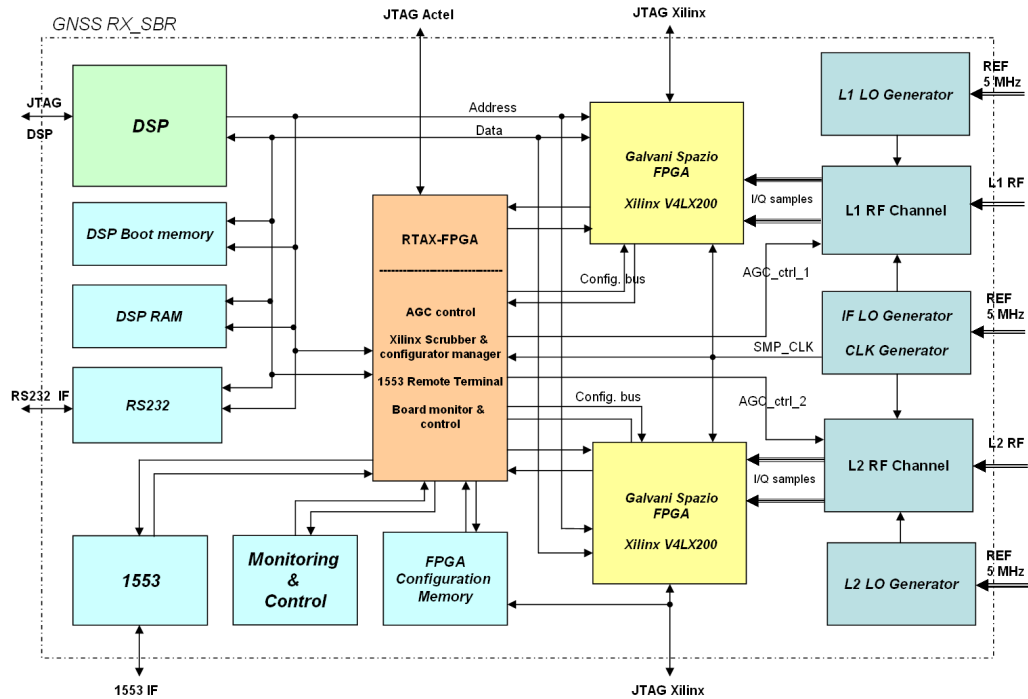 JTAG Actel
JTAG Xilinx
GNSS RX_SBR
REF
5 MHz
L1 LO Generator
JTAG
DSP
DSP
Address
Data
Galvani Spazio
FPGA
Xilinx V4LX200
I/Q samples
L1 RF Channel
L1 RF
DSP Boot memory
RTAX-FPGA
--------------------------------
AGC control
Xilinx Scrubber &
configurator manager
1553 Remote Terminal
Board monitor &
control
Config. bus
AGC_ctrl_1
DSP RAM
IF LO Generator
CLK Generator
REF
5 MHz
SMP_CLK
RS232 IF
RS232
Config. bus
AGC_ctrl_2
L2 RF Channel
L2 RF
I/Q samples
Galvani Spazio
FPGA
Xilinx V4LX200
1553
Monitoring
&
Control
FPGA
Configuration
Memory
L2 LO Generator
REF
5 MHz
1553 IF
JTAG Xilinx